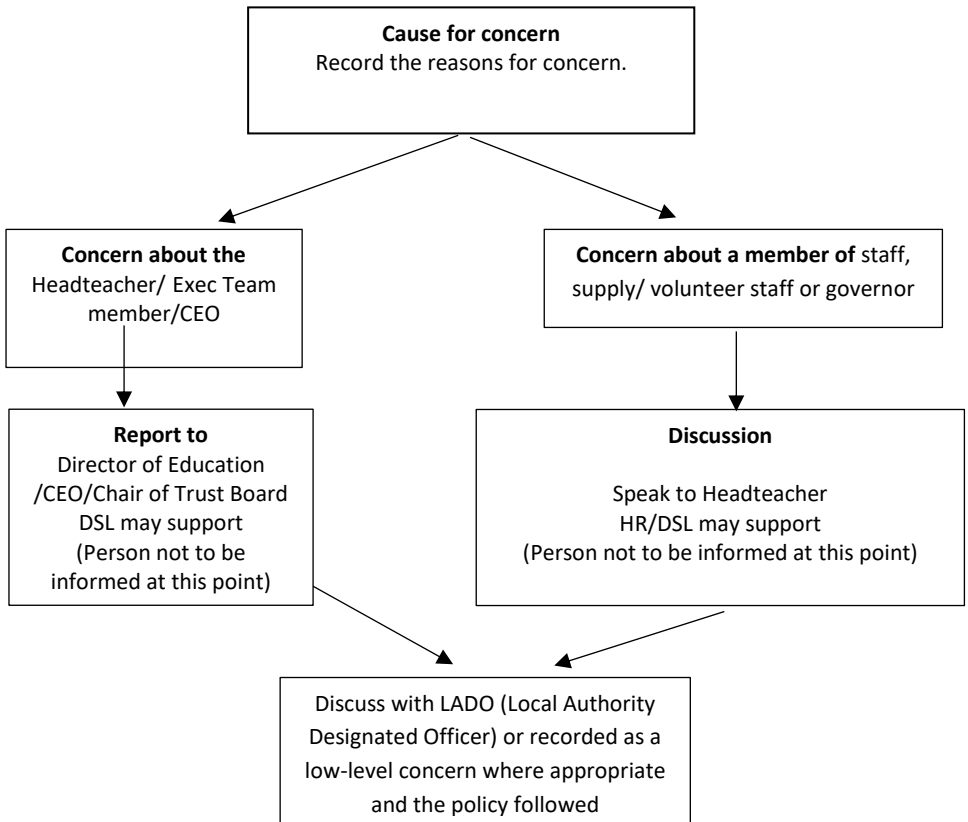 Cause for concern
Record the reasons for concern.
Concern about the
Headteacher/ Exec Team
member/CEO
Concern about a member of staff,
supply/ volunteer staff or governor
Report to
Director of Education
/CEO/Chair of Trust Board
DSL may support
(Person not to be
informed at this point)
Discussion
Speak to Headteacher
HR/DSL may support
(Person not to be informed at this point)
Discuss with LADO (Local Authority
Designated Officer) or recorded as a
low-level concern where appropriate
and the policy followed